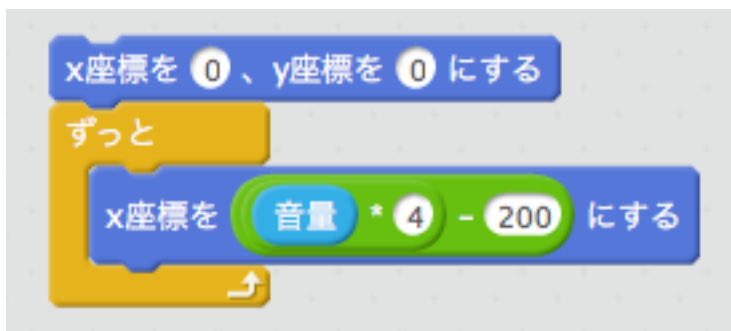 x座標を 0 、y座標を 0 にする
ずっと
x座標を 音量 * 4 - 200 にする